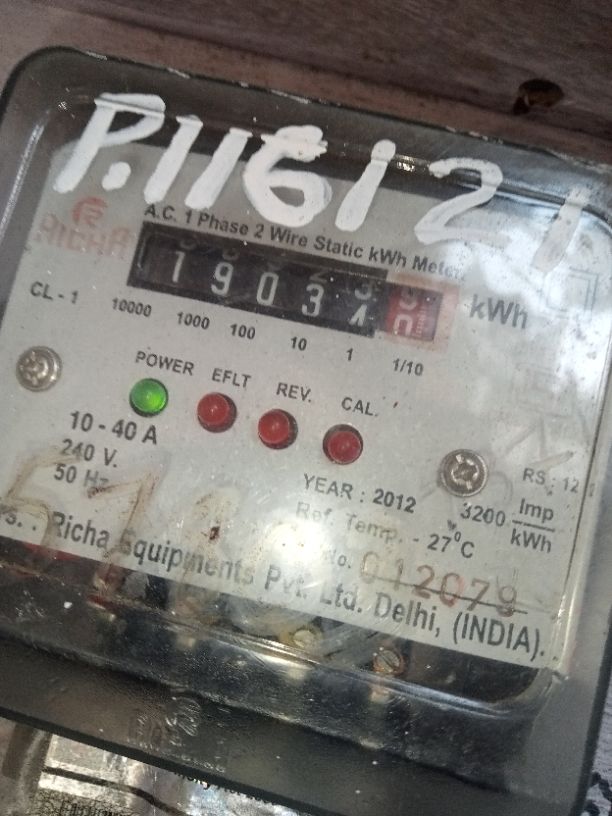 P.116121
RICHA
A.C. 1 Phase 2 Wire Static kWh Meter
1903 kWh
CL - 1
10000 1000 100 10 1 1/10
POWER EFLT REV. CAL.
10 - 40 A
240 V.
50 Hz
YEAR : 2012
3200 Imp
kWh
Ref. Temp. - 27°C
No. 012079
Richa Equipments Pvt. Ltd. Delhi, (INDIA).